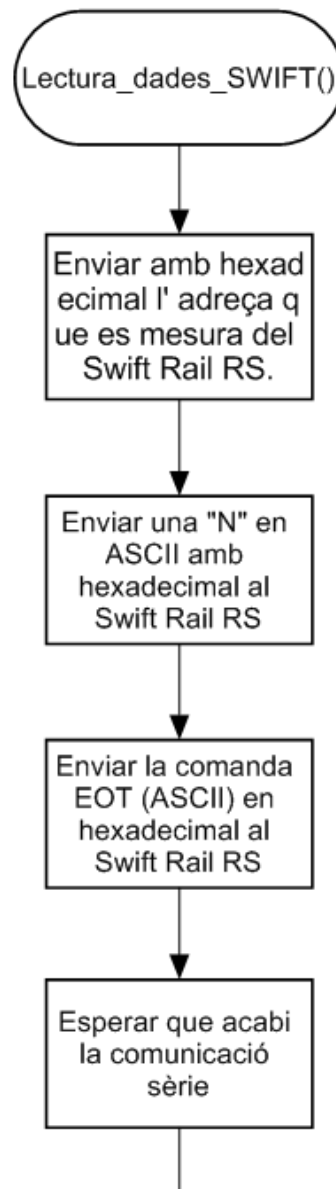 Lectura_dades_SWIFT()
Enviar amb hexad
ecimal l' adreça q
ue es mesura del
Swift Rail RS.
Enviar una "N" en
ASCII amb
hexadecimal al
Swift Rail RS
Enviar la comanda
EOT (ASCII) en
hexadecimal al
Swift Rail RS
Esperar que acabi
la comunicació
sèrie